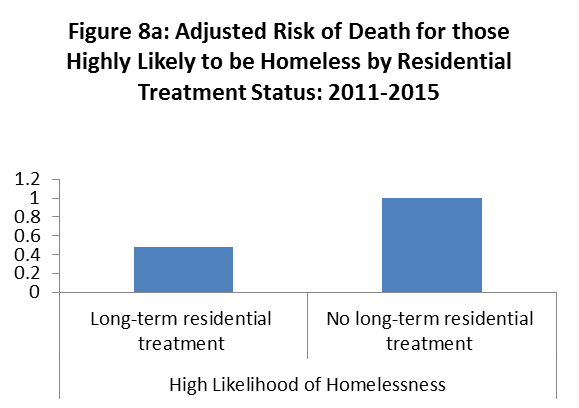 Figure 8a: Adjusted Risk of Death for those
Highly Likely to be Homeless by Residential
Treatment Status: 2011-2015
1.2
1
0.8
0.6
0.4
0.2
0
Long-term residential
treatment
No long-term residential
treatment
High Likelihood of Homelessness